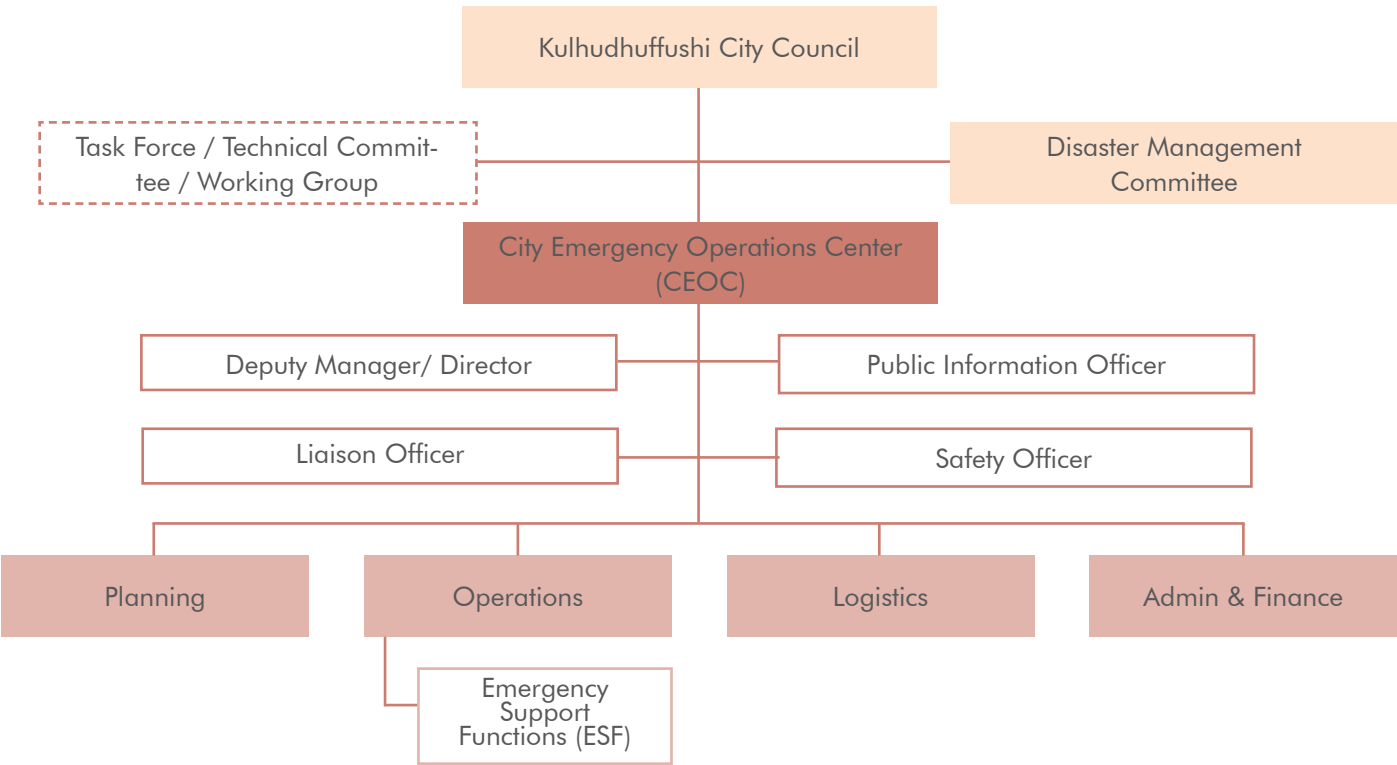 Kulhudhuffushi City Council
Task Force / Technical Commit-
tee / Working Group
Disaster Management
Committee
City Emergency Operations Center
(CEOC)
Deputy Manager/ Director
Public Information Officer
Liaison Officer
Safety Officer
Planning
Operations
Logistics
Admin & Finance
Emergency
Support
Functions (ESF)